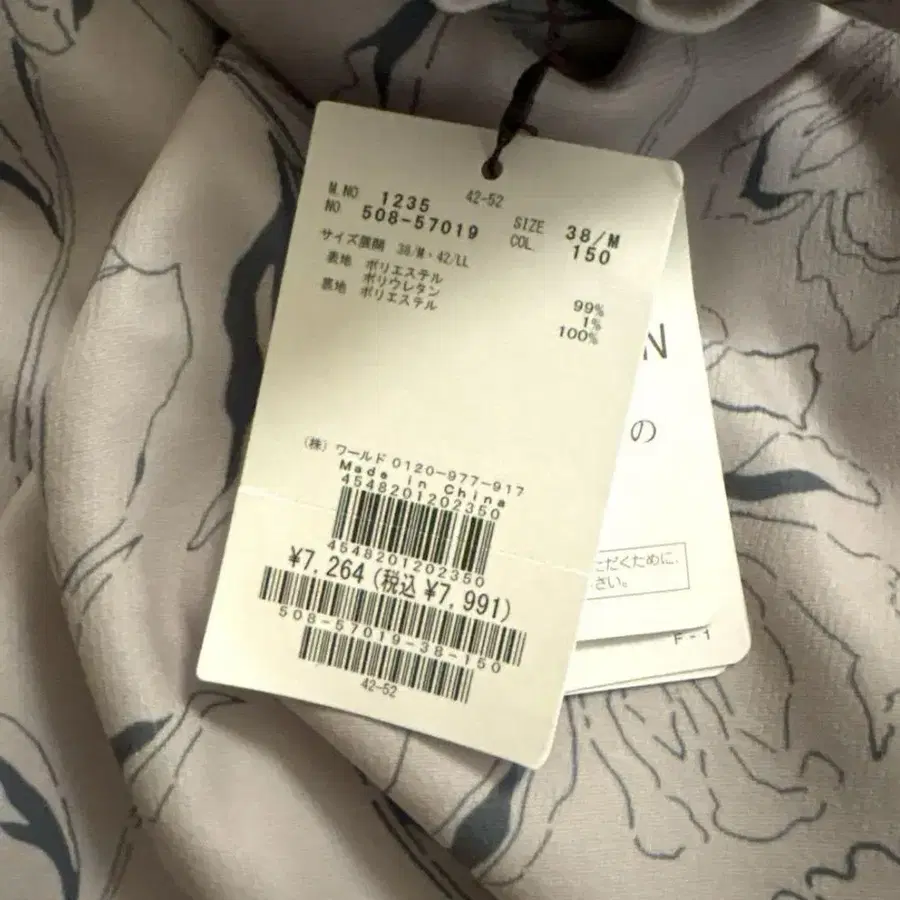 M.NO 1235 42-52
NO. 508-57019
SIZE 38/M
COL. 150
サイズ展開 38/M・42/LL
表地 ポリエステル 99%
ポリウレタン 1%
裏地 ポリエステル 100%
(株) ワールド 0120-977-917
Made in China
4548201202350
4548201202350
¥7,264 (税込 ¥7,991)
508-57019-38-150
42-52
N
の
ただくために、
さい。
F-1